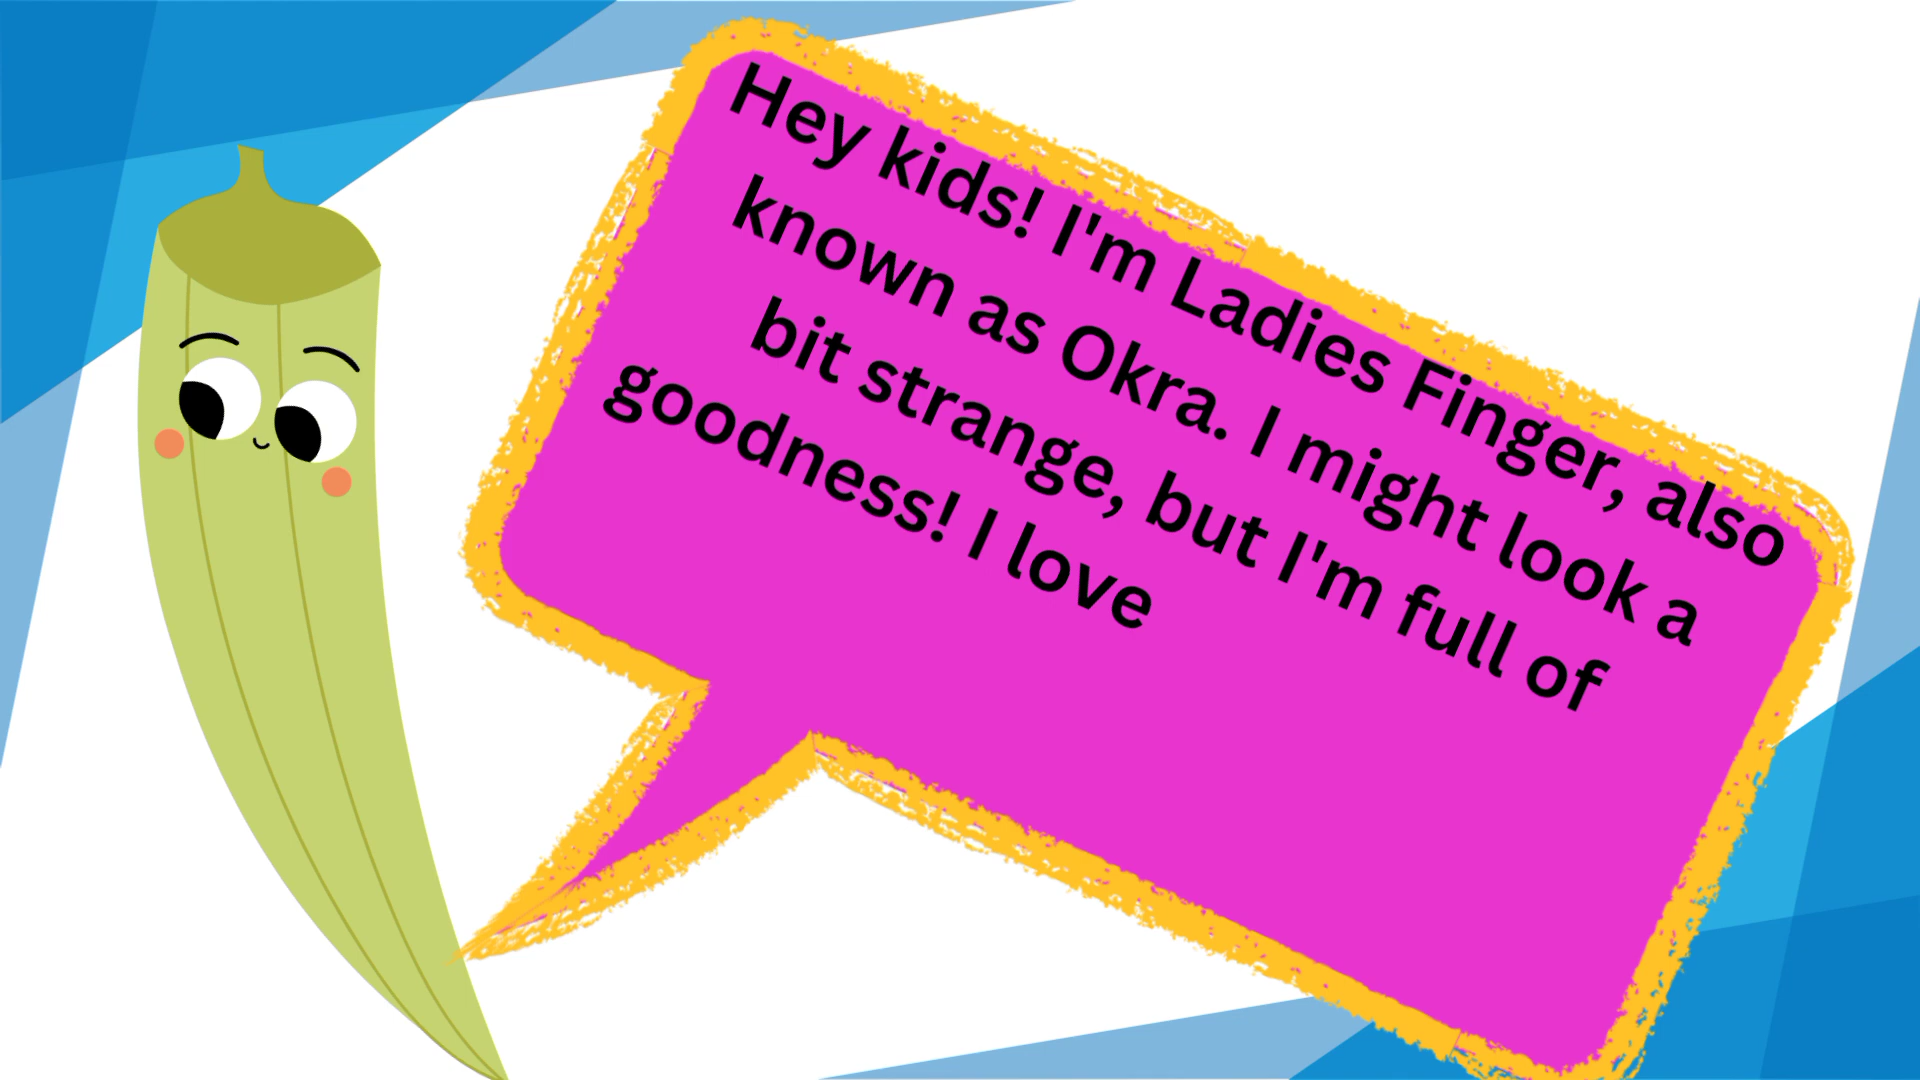 Hey kids! I'm Ladies Finger, also
known as Okra. I might look a
bit strange, but I'm full of
goodness! I love